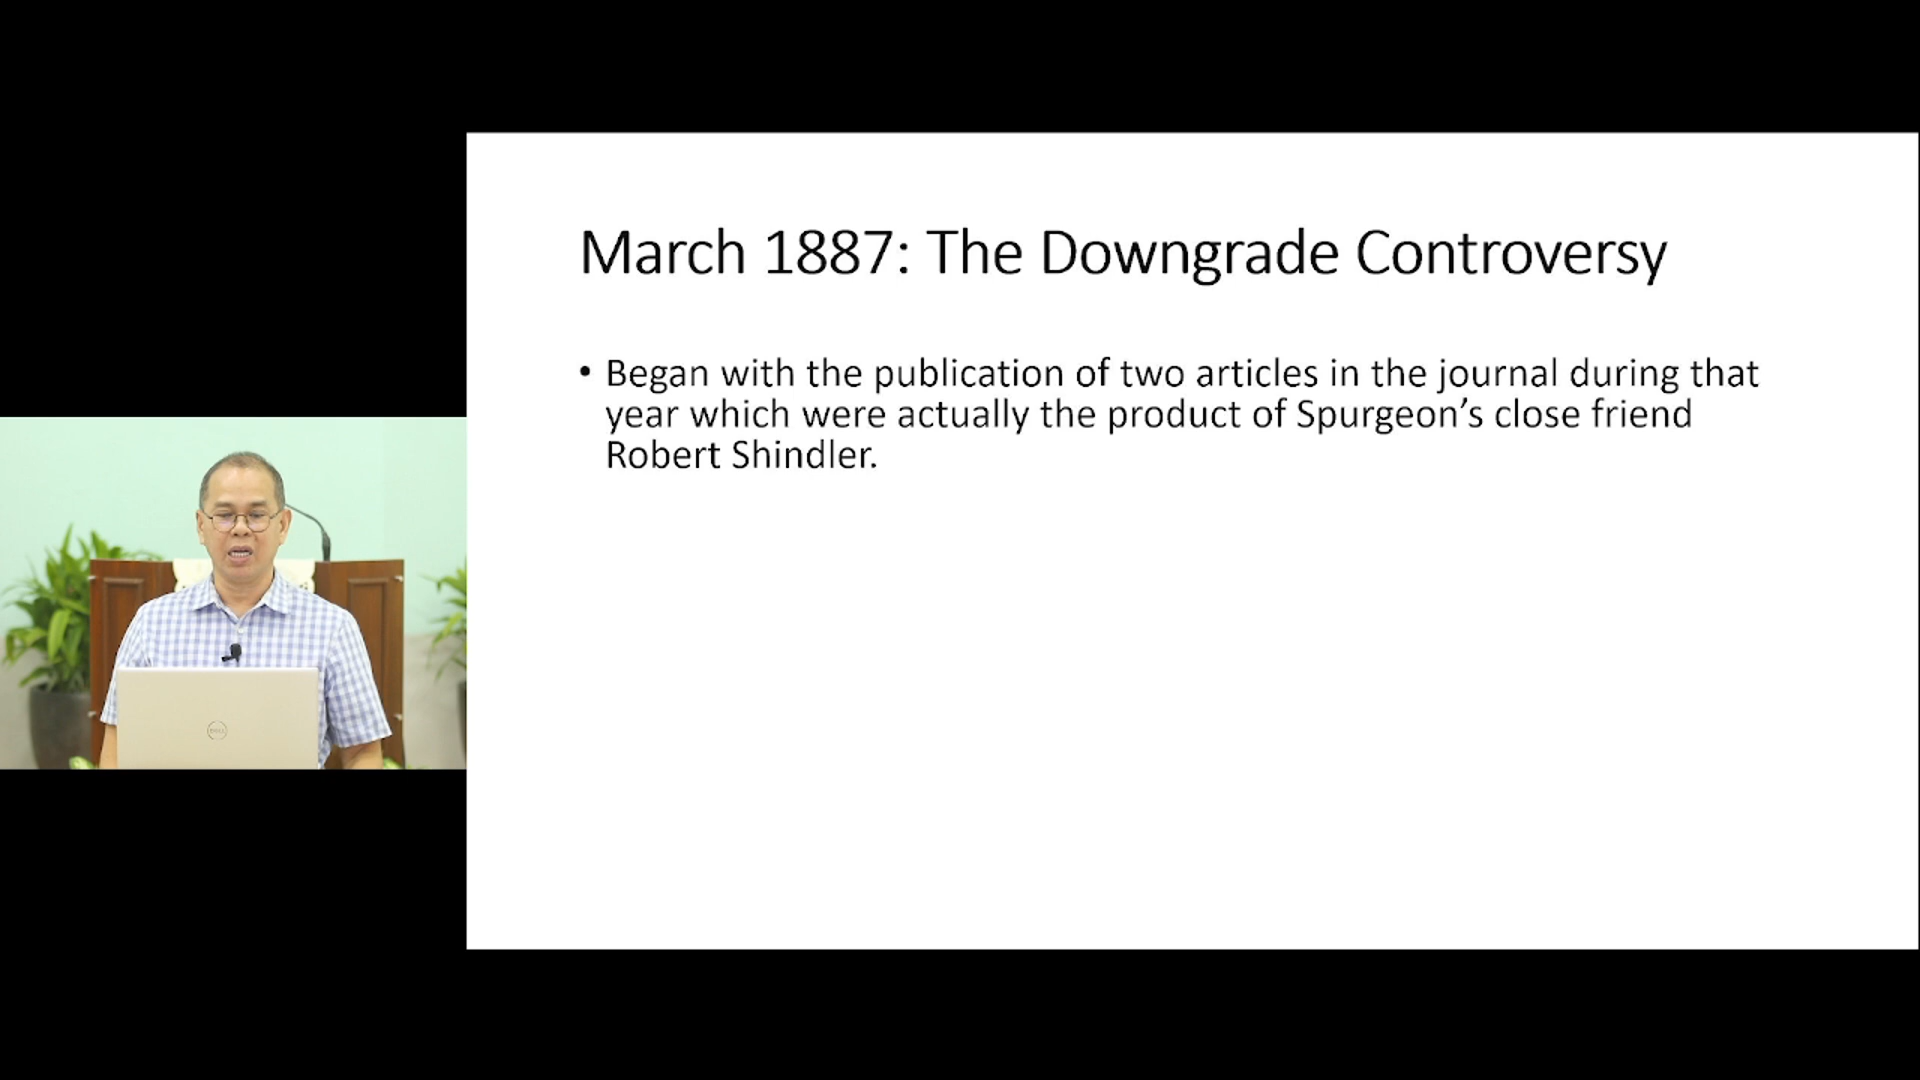 March 1887: The Downgrade Controversy
• Began with the publication of two articles in the journal during that
year which were actually the product of Spurgeon’s close friend
Robert Shindler.
DELL